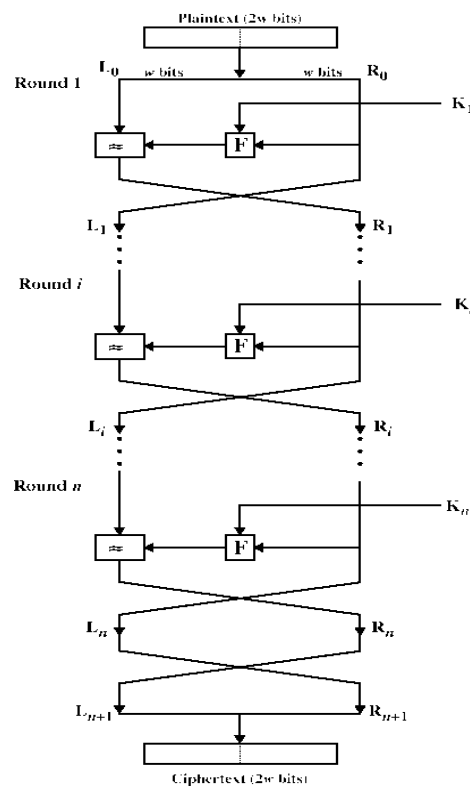 Plaintext (2w bits)
L0 w bits w bits R0
Round 1
K1
≈ F
L1 R1
Round i
Ki
≈ F
Li Ri
Round n
Kn
≈ F
Ln Rn
Ln+1 Rn+1
Ciphertext (2w bits)